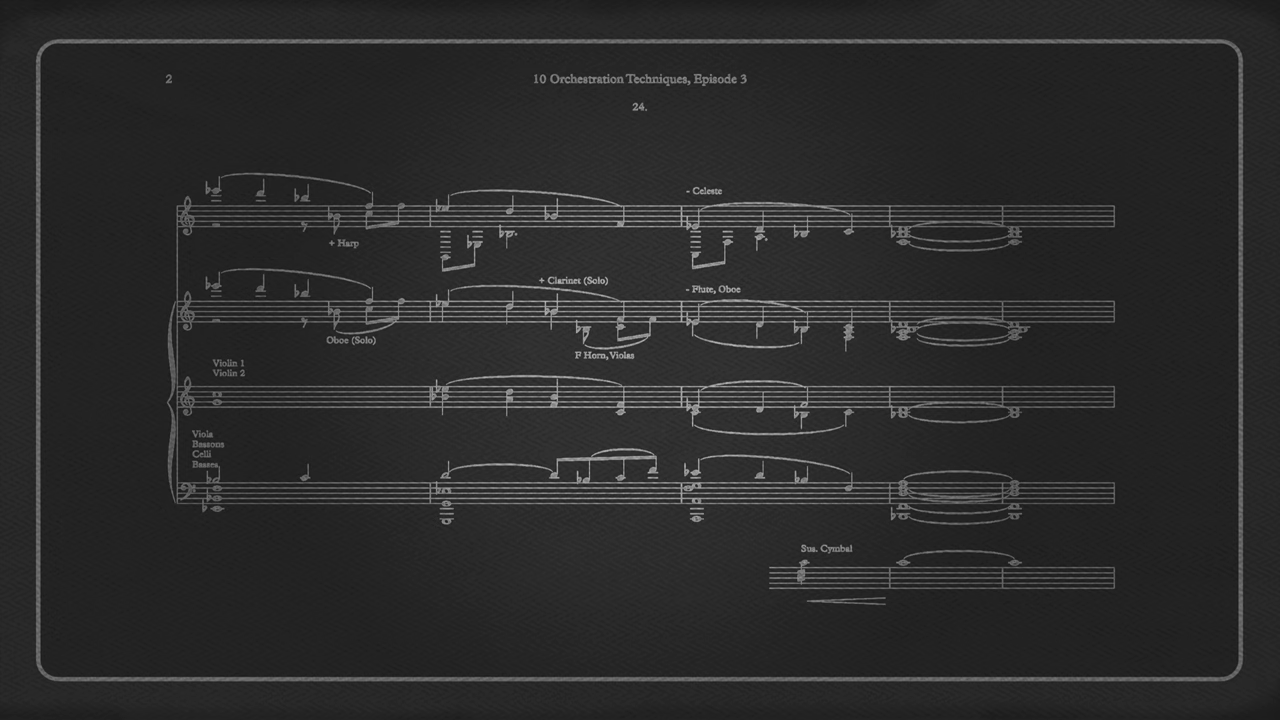 2
10 Orchestration Techniques, Episode 3
24.
- Celeste
+ Harp
+ Clarinet (Solo)
- Flute, Oboe
Oboe (Solo)
F Horn, Violas
Violin 1
Violin 2
Viola
Bassons
Celli
Basses
Sus. Cymbal